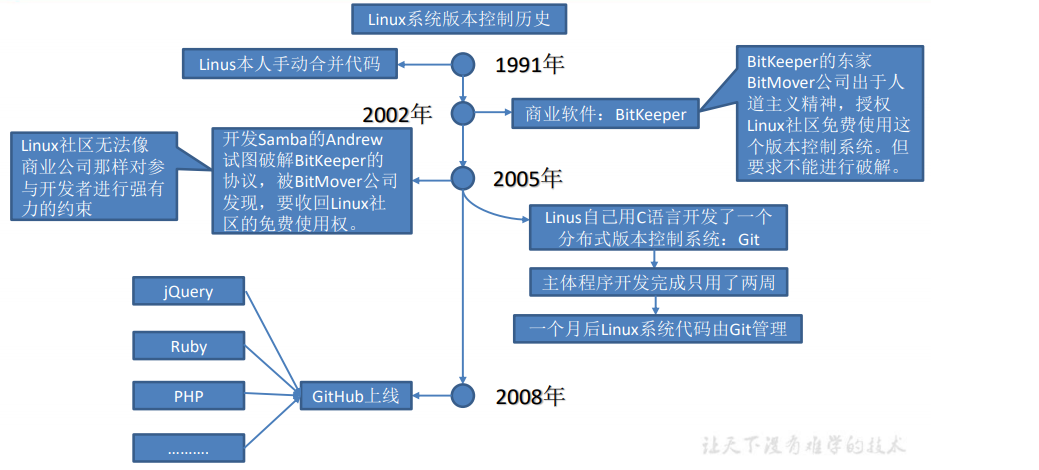 Linux系统版本控制历史
Linus本人手动合并代码
1991年
BitKeeper的东家
BitMover公司出于人
道主义精神，授权
Linux社区免费使用这
个版本控制系统。但
要求不能进行破解。
2002年
商业软件：BitKeeper
Linux社区无法像
商业公司那样对参
与开发者进行强有
力的约束
开发Samba的Andrew
试图破解BitKeeper的
协议，被BitMover公司
发现，要收回Linux社
区的免费使用权。
2005年
Linus自己用C语言开发了一个
分布式版本控制系统：Git
主体程序开发完成只用了两周
一个月后Linux系统代码由Git管理
jQuery
Ruby
PHP
……….
GitHub上线
2008年
让天下没有难学的技术